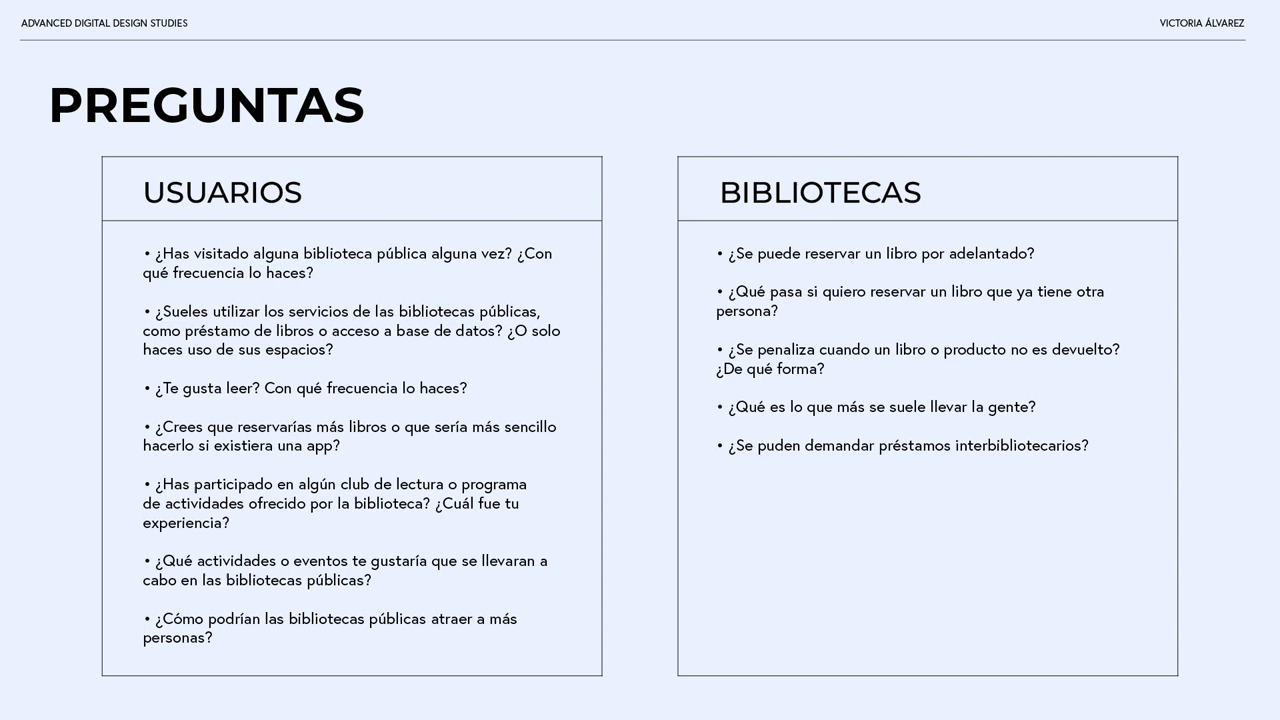 ADVANCED DIGITAL DESIGN STUDIES
VICTORIA ÁLVAREZ
PREGUNTAS
USUARIOS
• ¿Has visitado alguna biblioteca pública alguna vez? ¿Con
qué frecuencia lo haces?
• ¿Sueles utilizar los servicios de las bibliotecas públicas,
como préstamo de libros o acceso a base de datos? ¿O solo
haces uso de sus espacios?
• ¿Te gusta leer? Con qué frecuencia lo haces?
• ¿Crees que reservarías más libros o que sería más sencillo
hacerlo si existiera una app?
• ¿Has participado en algún club de lectura o programa
de actividades ofrecido por la biblioteca? ¿Cuál fue tu
experiencia?
• ¿Qué actividades o eventos te gustaría que se llevaran a
cabo en las bibliotecas públicas?
• ¿Cómo podrían las bibliotecas públicas atraer a más
personas?
BIBLIOTECAS
• ¿Se puede reservar un libro por adelantado?
• ¿Qué pasa si quiero reservar un libro que ya tiene otra
persona?
• ¿Se penaliza cuando un libro o producto no es devuelto?
¿De qué forma?
• ¿Qué es lo que más se suele llevar la gente?
• ¿Se puden demandar préstamos interbibliotecarios?